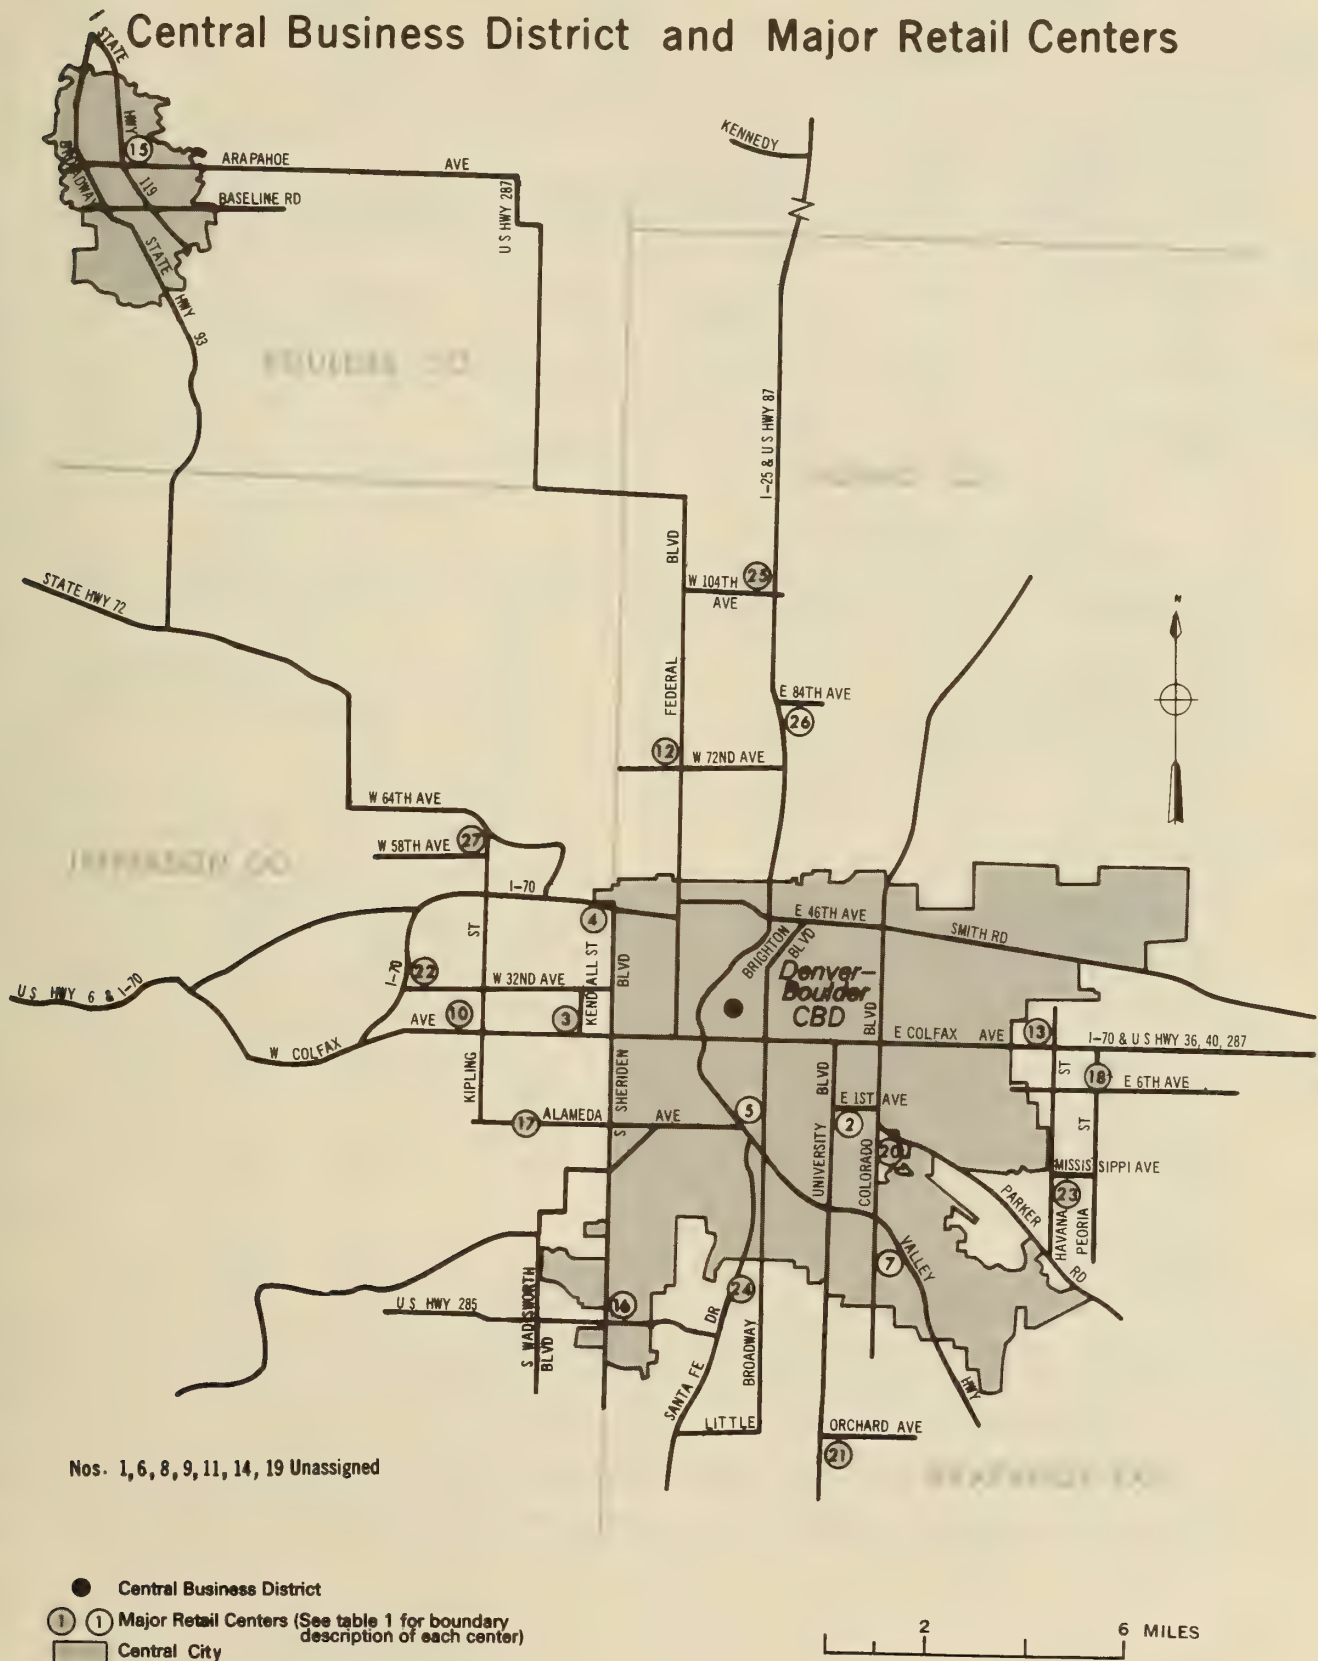 Central Business District and Major Retail Centers
STATE
HWY
119
BROADWAY
15
ARAPAHOE AVE
BASELINE RD
STATE HWY 93
U S HWY 287
KENNEDY
I-25 & U S HWY 87
STATE HWY 72
FEDERAL BLVD
W 104TH AVE
25
E 84TH AVE
26
12
W 72ND AVE
N
W 64TH AVE
W 58TH AVE
27
I-70
4
E 46TH AVE
SMITH RD
BRIGHTON BLVD
Denver-
Boulder
CBD
US HWY 6 & I-70
I-70
22
W 32ND AVE
KENDALL ST
10
3
W COLFAX AVE
KIPLING ST
S SHERIDEN BLVD
E COLFAX AVE
13
I-70 & U S HWY 36, 40, 287
18
E 6TH AVE
17
ALAMEDA AVE
5
E 1ST AVE
2
UNIVERSITY BLVD
COLORADO BLVD
20
MISSISSIPPI AVE
23
HAVANA ST
PEORIA ST
PARKER RD
7
VALLEY HWY
U S HWY 285
S WADSWORTH BLVD
16
24
SANTA FE DR
BROADWAY
LITTLE
ORCHARD AVE
21
Nos. 1, 6, 8, 9, 11, 14, 19 Unassigned
Central Business District
1 1 Major Retail Centers (See table 1 for boundary
description of each center)
Central City
2 6 MILES